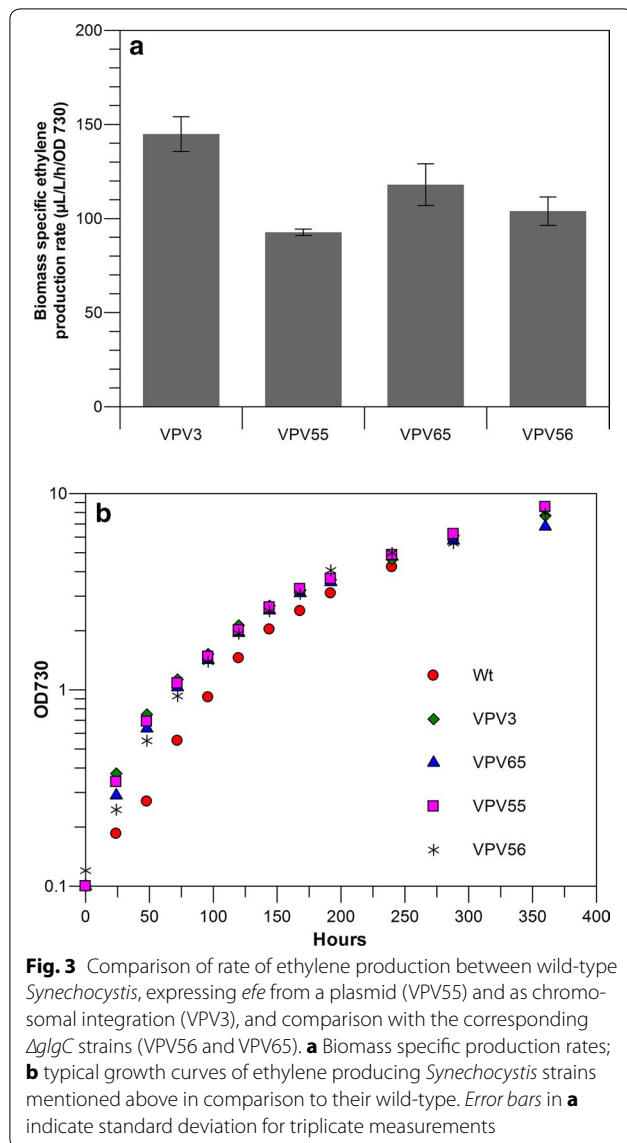 a
200
150
100
50
0
Biomass specific ethylene
production rate (µL/L/h/OD 730)
VPV3 VPV55 VPV65 VPV56
b
10
1
0.1
OD730
Wt
VPV3
VPV65
VPV55
VPV56
0 50 100 150 200 250 300 350 400
Hours
Fig. 3 Comparison of rate of ethylene production between wild-type
Synechocystis, expressing efe from a plasmid (VPV55) and as chromo-
somal integration (VPV3), and comparison with the corresponding
ΔglgC strains (VPV56 and VPV65). a Biomass specific production rates;
b typical growth curves of ethylene producing Synechocystis strains
mentioned above in comparison to their wild-type. Error bars in a
indicate standard deviation for triplicate measurements